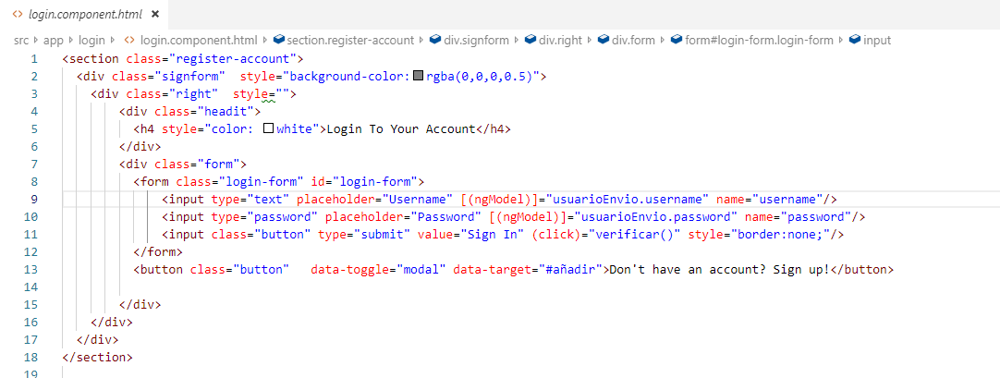 login.component.html
src app login login.component.html section.register-account div.signform div.right div.form form#login-form.login-form input
1 <section class="register-account">
2 <div class="signform"  style="background-color: rgba(0,0,0,0.5)">
3 <div class="right"  style="">
4 <div class="headit">
5 <h4 style="color: white">Login To Your Account</h4>
6 </div>
7 <div class="form">
8 <form class="login-form" id="login-form">
9 <input type="text" placeholder="Username" [(ngModel)]="usuarioEnvio.username" name="username"/>
10 <input type="password" placeholder="Password" [(ngModel)]="usuarioEnvio.password" name="password"/>
11 <input class="button" type="submit" value="Sign In" (click)="verificar()" style="border:none;"/>
12 </form>
13 <button class="button"   data-toggle="modal" data-target="#añadir">Don't have an account? Sign up!</button>
14
15 </div>
16 </div>
17 </div>
18 </section>
19